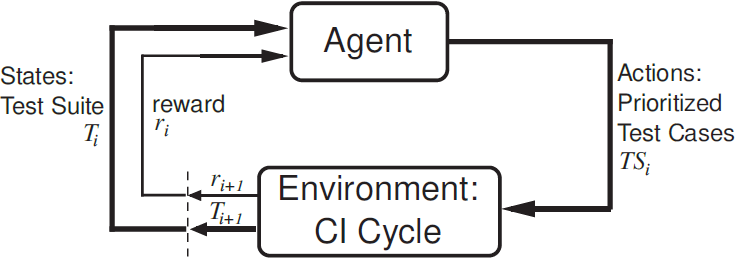 Agent
States:
Test Suite
Ti
reward
ri
Actions:
Prioritized
Test Cases
TSi
ri+1
Ti+1
Environment:
CI Cycle